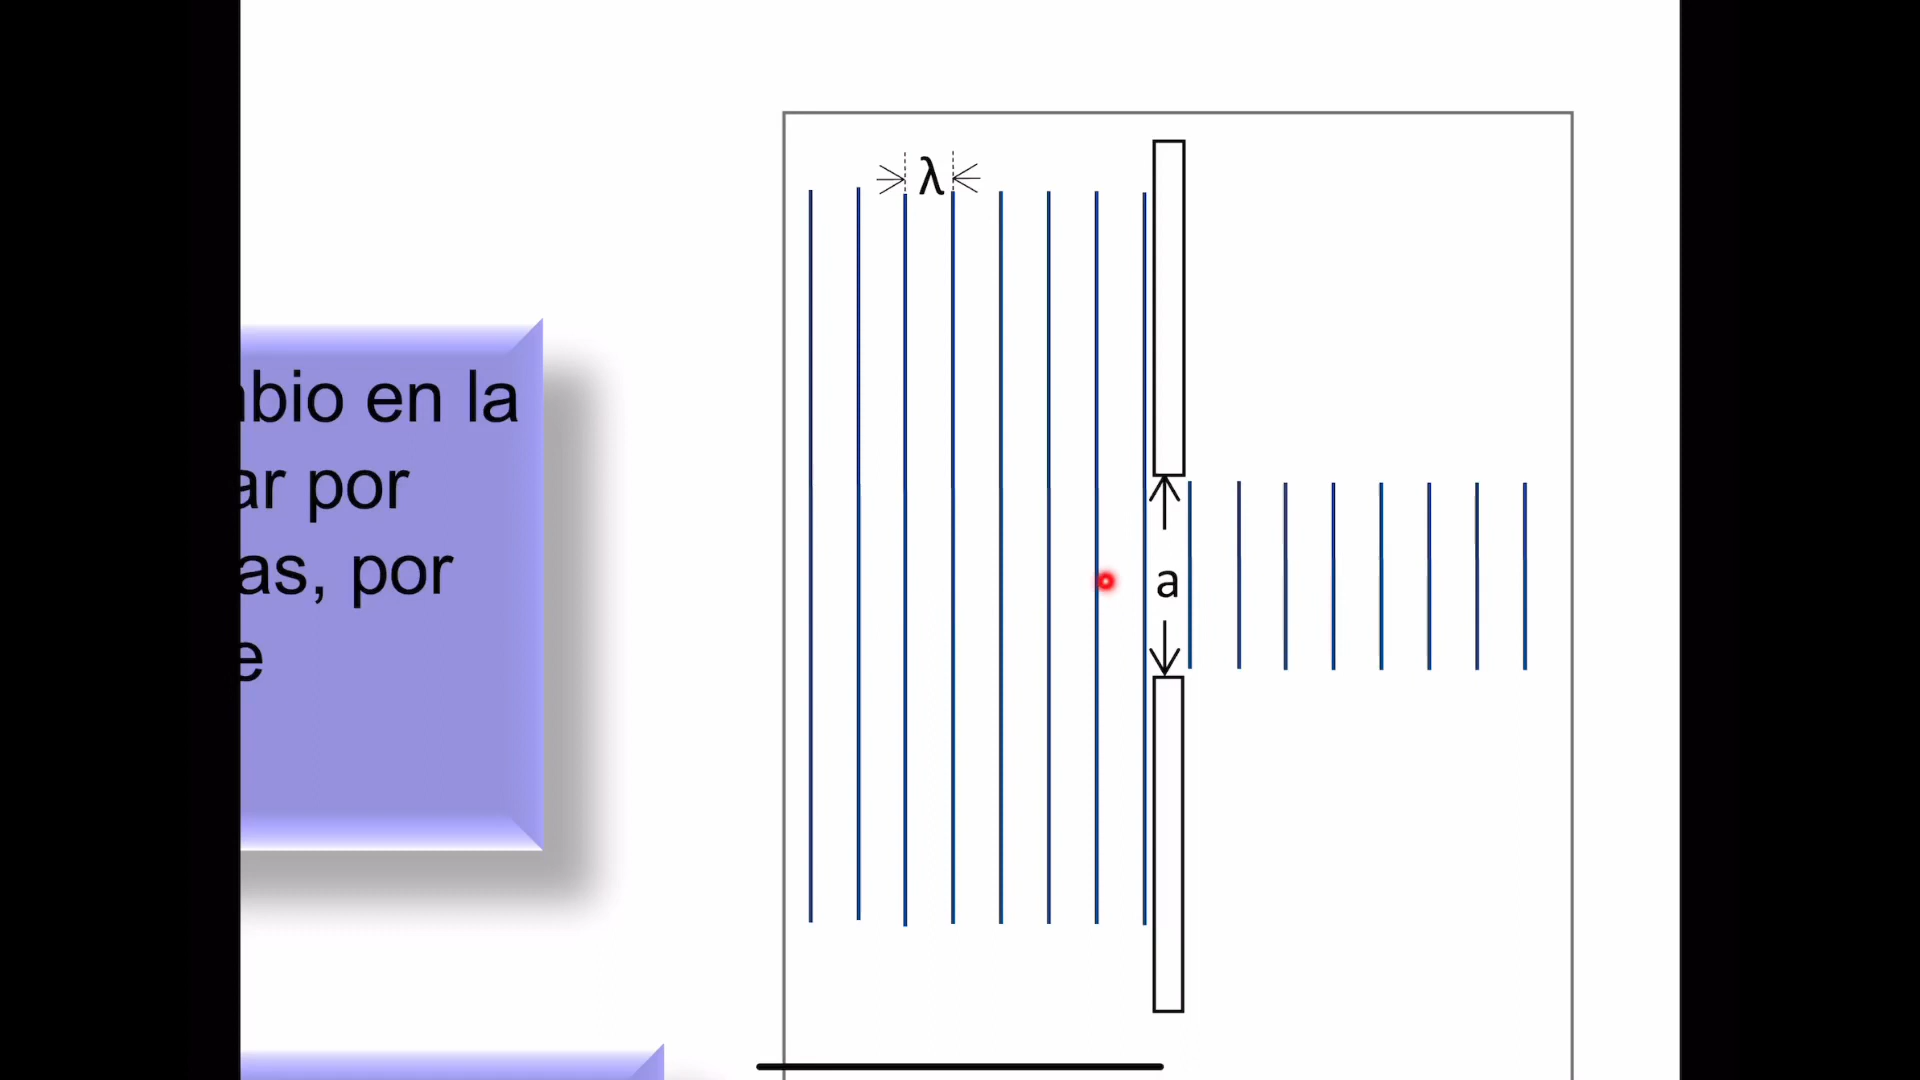 λ
bio en la
ar por
as, por
e
a